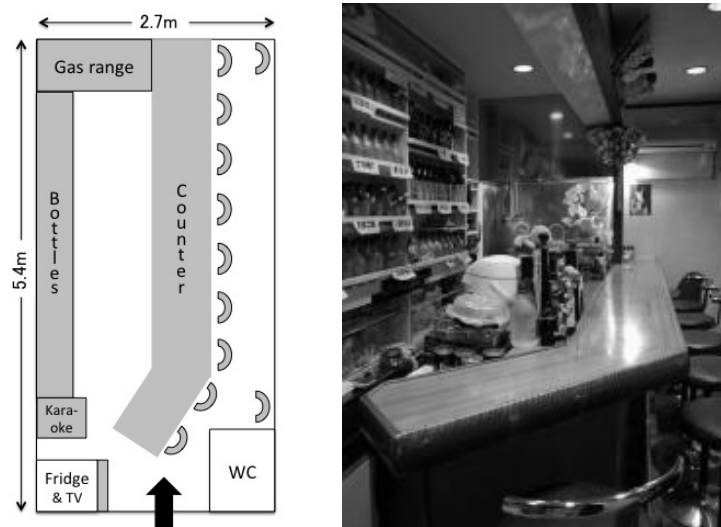 2.7m
Gas range
Bottles
Counter
5.4m
Kara-
oke
Fridge
& TV
WC